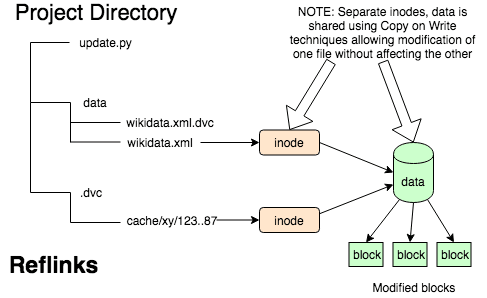 Project Directory
NOTE: Separate inodes, data is
shared using Copy on Write
techniques allowing modification of
one file without affecting the other
update.py
data
wikidata.xml.dvc
wikidata.xml
inode
data
.dvc
cache/xy/123..87
inode
block
block
block
Reflinks
Modified blocks